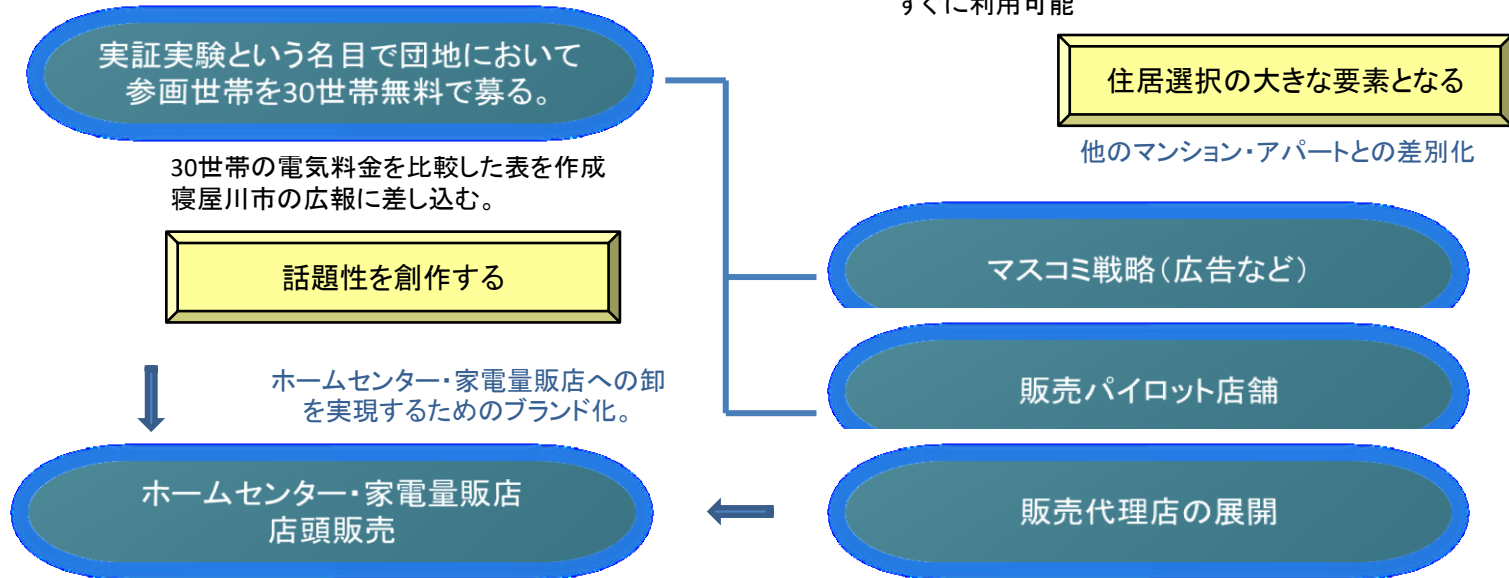 すぐに利用可能
実証実験という名目で団地において
参画世帯を30世帯無料で募る。
住居選択の大きな要素となる
他のマンション・アパートとの差別化
30世帯の電気料金を比較した表を作成
寝屋川市の広報に差し込む。
話題性を創作する
マスコミ戦略(広告など)
ホームセンター・家電量販店への卸
を実現するためのブランド化。
販売パイロット店舗
ホームセンター・家電量販店
店頭販売
販売代理店の展開